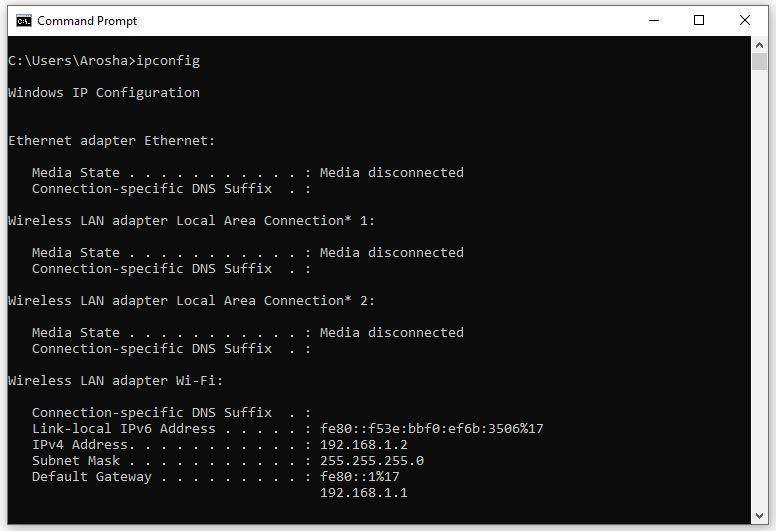 Command Prompt
C:\Users\Arosha>ipconfig
Windows IP Configuration
Ethernet adapter Ethernet:
   Media State . . . . . . . . . . . : Media disconnected
   Connection-specific DNS Suffix  . :
Wireless LAN adapter Local Area Connection* 1:
   Media State . . . . . . . . . . . : Media disconnected
   Connection-specific DNS Suffix  . :
Wireless LAN adapter Local Area Connection* 2:
   Media State . . . . . . . . . . . : Media disconnected
   Connection-specific DNS Suffix  . :
Wireless LAN adapter Wi-Fi:
   Connection-specific DNS Suffix  . :
   Link-local IPv6 Address . . . . . : fe80::f53e:bbf0:ef6b:3506%17
   IPv4 Address. . . . . . . . . . . : 192.168.1.2
   Subnet Mask . . . . . . . . . . . : 255.255.255.0
   Default Gateway . . . . . . . . . : fe80::1%17
                                       192.168.1.1